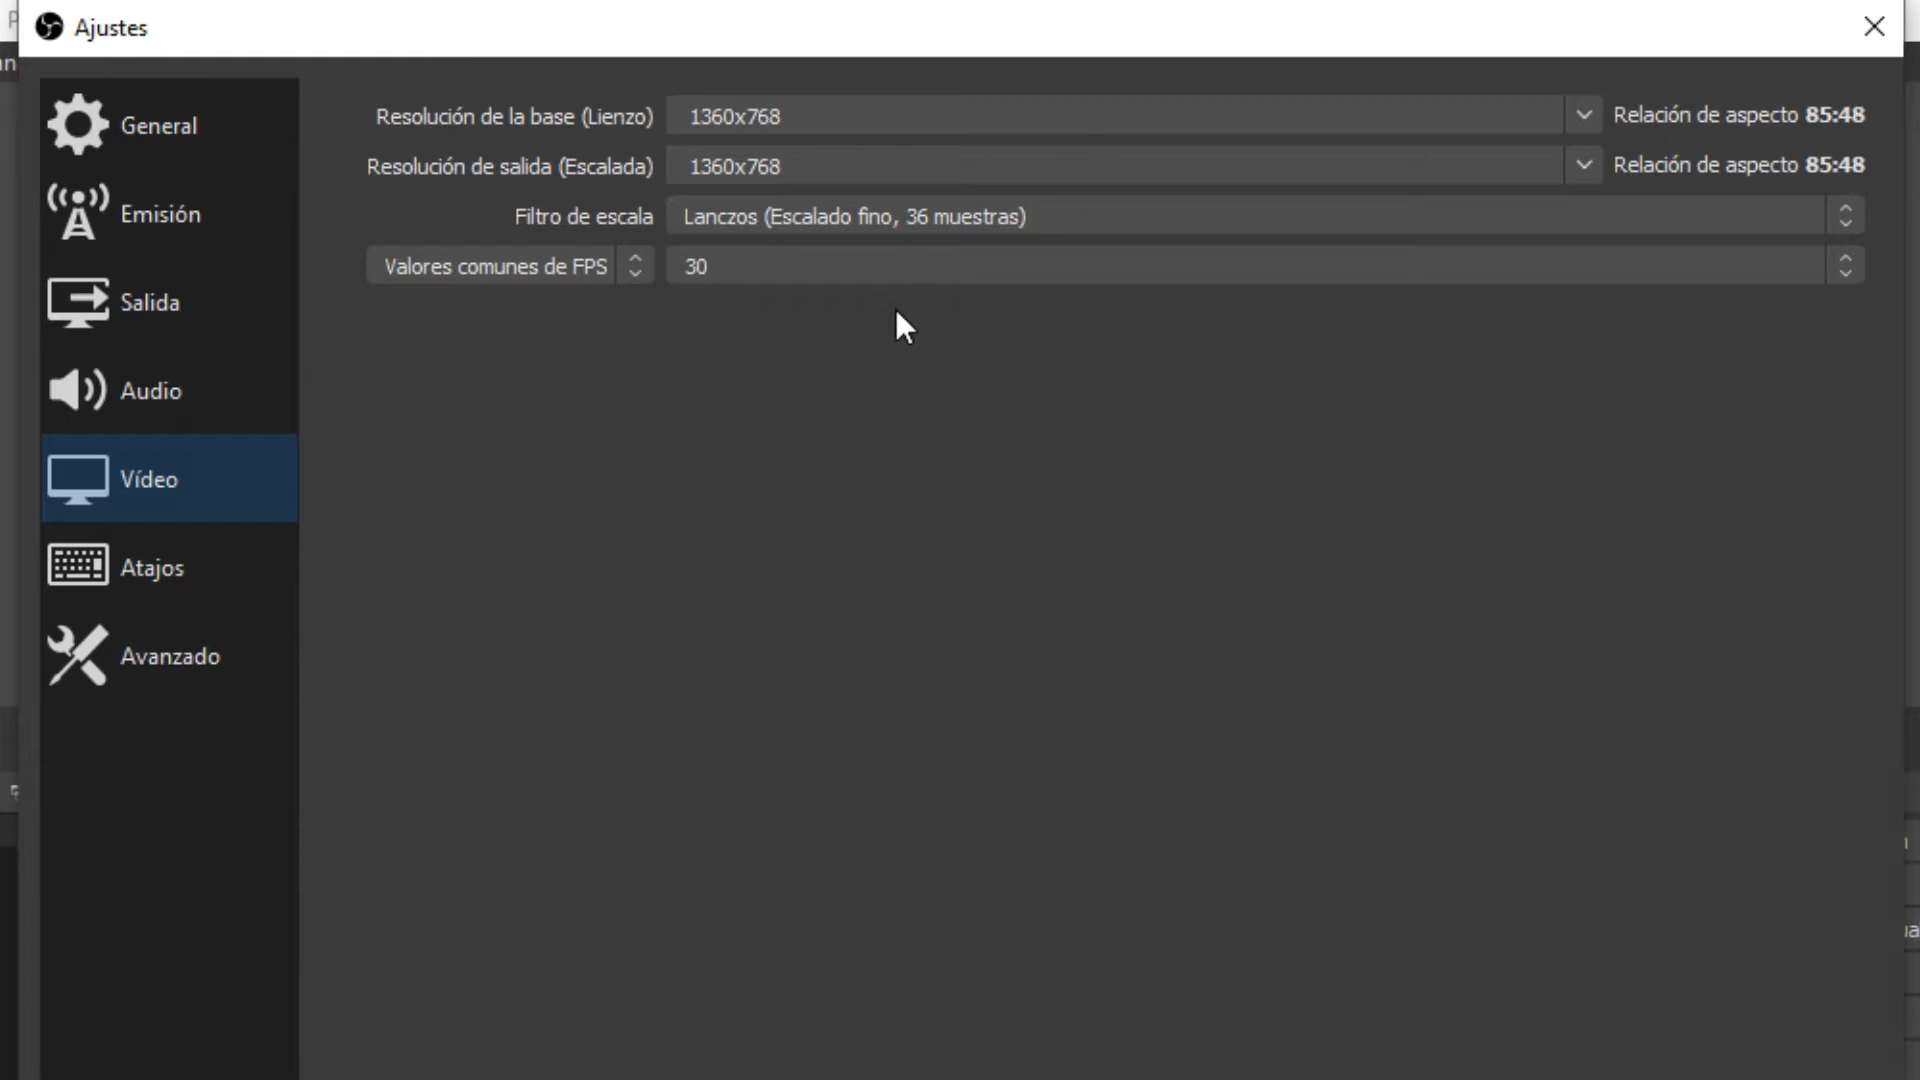 Ajustes
General
Emisión
Salida
Audio
Vídeo
Atajos
Avanzado
Resolución de la base (Lienzo) 1360x768 Relación de aspecto 85:48
Resolución de salida (Escalada) 1360x768 Relación de aspecto 85:48
Filtro de escala Lanczos (Escalado fino, 36 muestras)
Valores comunes de FPS 30